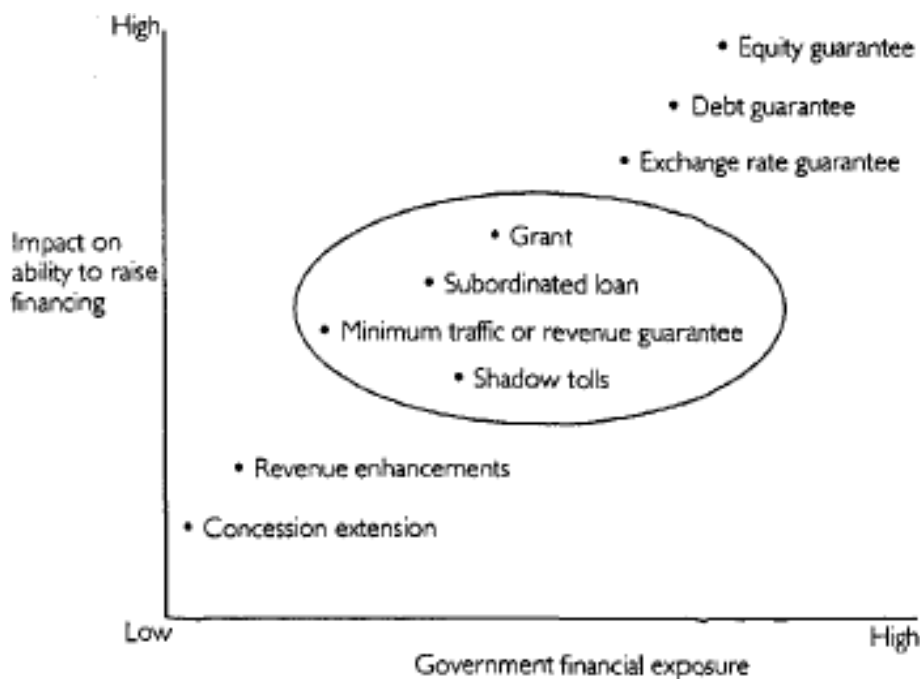 High
• Equity guarantee
• Debt guarantee
• Exchange rate guarantee
Impact on
ability to raise
financing
• Grant
• Subordinated loan
• Minimum traffic or revenue guarantee
• Shadow tolls
• Revenue enhancements
• Concession extension
Low
High
Government financial exposure